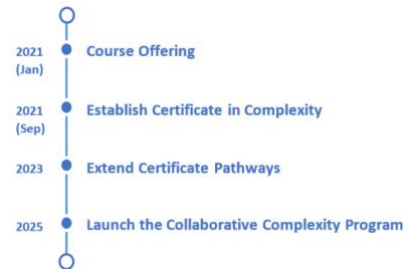 2021 Course Offering
(Jan)
2021 Establish Certificate in Complexity
(Sep)
2023 Extend Certificate Pathways
2025 Launch the Collaborative Complexity Program